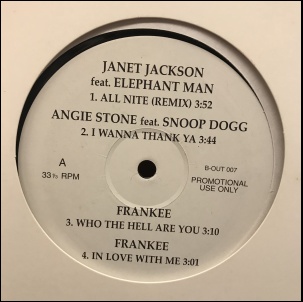 JANET JACKSON
feat. ELEPHANT MAN
1. ALL NITE (REMIX) 3:52
ANGIE STONE feat. SNOOP DOGG
2. I WANNA THANK YA 3:44
A
33⅓ RPM
B-OUT 007
PROMOTIONAL
USE ONLY
FRANKEE
3. WHO THE HELL ARE YOU 3:10
FRANKEE
4. IN LOVE WITH ME 3:01